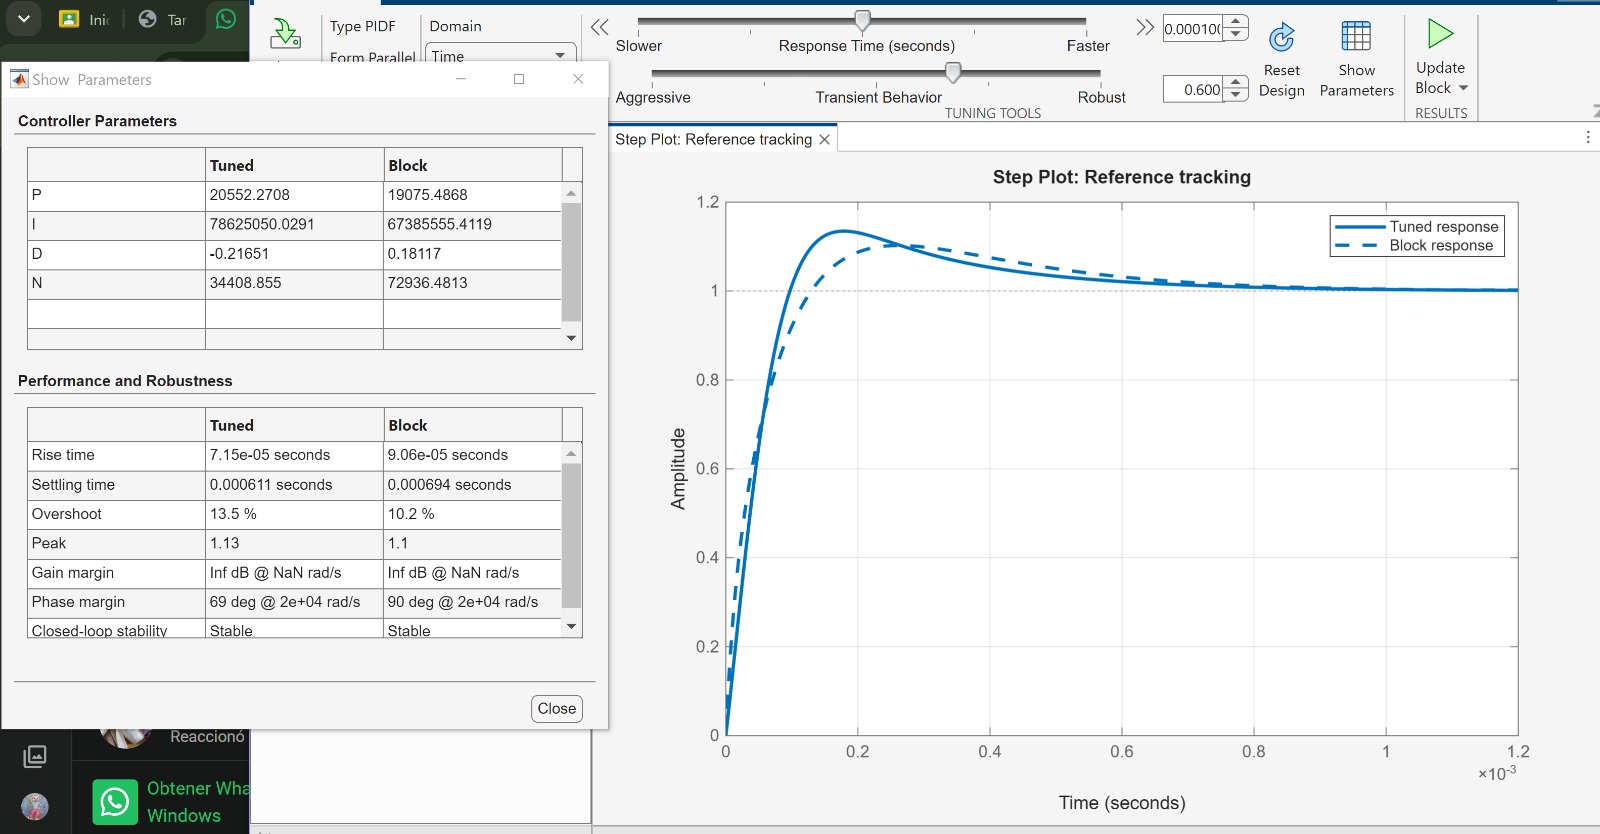 Inic
Tar
Type PIDF
Domain
Form Parallel
Time
Slower
Response Time (seconds)
Faster
Aggressive
Transient Behavior
Robust
0.600
Reset
Design
Show
Parameters
Update
Block
TUNING TOOLS
RESULTS
Show Parameters
Controller Parameters
Tuned Block
P 20552.2708 19075.4868
I 78625050.0291 67385555.4119
D -0.21651 0.18117
N 34408.855 72936.4813
Performance and Robustness
Tuned Block
Rise time 7.15e-05 seconds 9.06e-05 seconds
Settling time 0.000611 seconds 0.000694 seconds
Overshoot 13.5 % 10.2 %
Peak 1.13 1.1
Gain margin Inf dB @ NaN rad/s Inf dB @ NaN rad/s
Phase margin 69 deg @ 2e+04 rad/s 90 deg @ 2e+04 rad/s
Closed-loop stability Stable Stable
Close
Reaccionó
Obtener Wha
Windows
Step Plot: Reference tracking
Step Plot: Reference tracking
Tuned response
Block response
Amplitude
1.2
1
0.8
0.6
0.4
0.2
0
0 0.2 0.4 0.6 0.8 1 1.2
×10-3
Time (seconds)